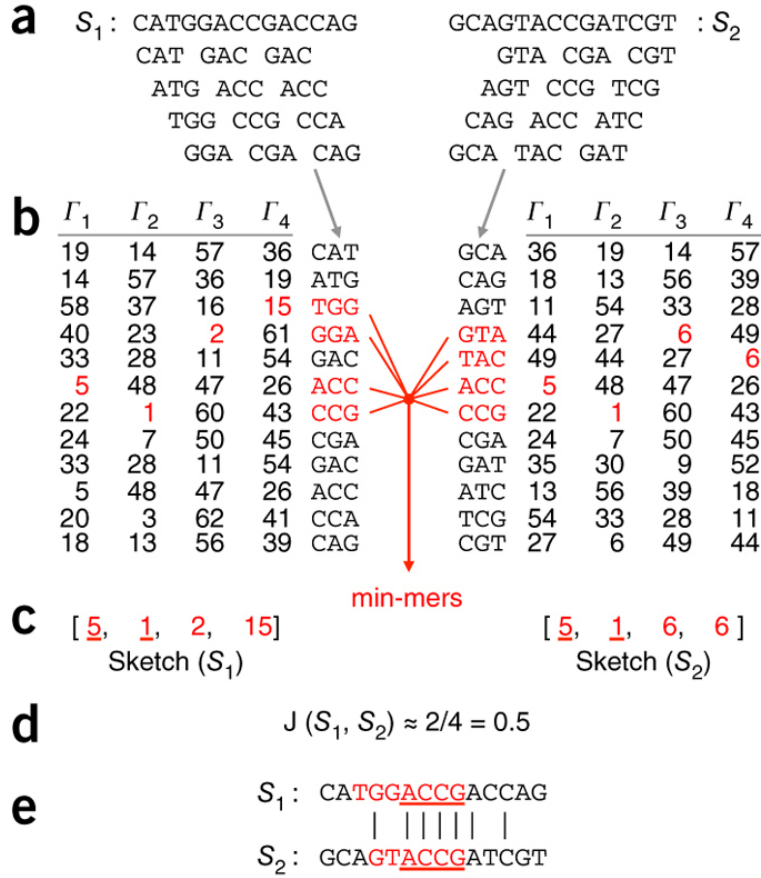 a S₁ : CATGGACCGACCAG GCAGTACCGATCGT : S₂
CAT GAC GAC GTA CGA CGT
ATG ACC ACC AGT CCG TCG
TGG CCG CCA CAG ACC ATC
GGA CGA CAG GCA TAC GAT
b Γ₁ Γ₂ Γ₃ Γ₄ Γ₁ Γ₂ Γ₃ Γ₄
19 14 57 36 CAT GCA 36 19 14 57
14 57 36 19 ATG CAG 18 13 56 39
58 37 16 15 TGG AGT 11 54 33 28
40 23 2 61 GGA GTA 44 27 6 49
33 28 11 54 GAC TAC 49 44 27 6
5 48 47 26 ACC ACC 5 48 47 26
22 1 60 43 CCG CCG 22 1 60 43
24 7 50 45 CGA CGA 24 7 50 45
33 28 11 54 GAC GAT 35 30 9 52
5 48 47 26 ACC ATC 13 56 39 18
20 3 62 41 CCA TCG 54 33 28 11
18 13 56 39 CAG CGT 27 6 49 44
min-mers
c [ 5, 1, 2, 15] [ 5, 1, 6, 6 ]
Sketch (S₁) Sketch (S₂)
d J (S₁, S₂) ≈ 2/4 = 0.5
e S₁ : CATGGACCGACCAG
S₂ : GCAGTACCGATCGT